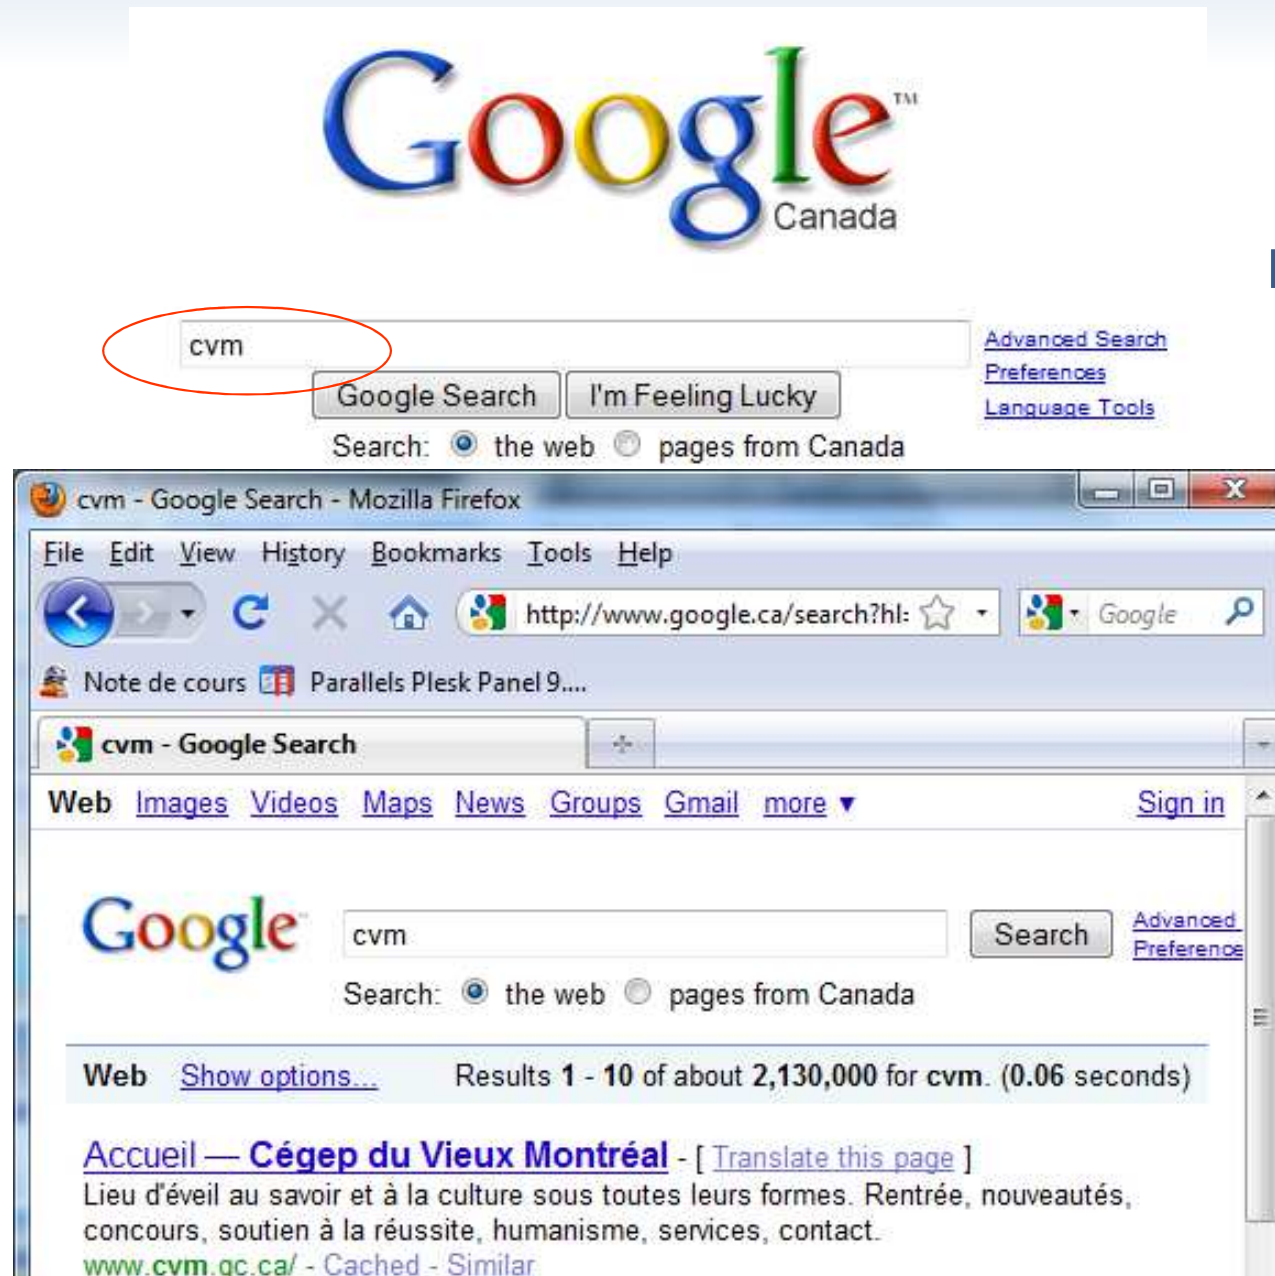 Google™
Canada
cvm
Advanced Search
Preferences
Language Tools
Google Search I'm Feeling Lucky
Search: the web pages from Canada
cvm - Google Search - Mozilla Firefox
File Edit View History Bookmarks Tools Help
http://www.google.ca/search?hl= Google
Note de cours Parallels Plesk Panel 9....
cvm - Google Search
Web Images Videos Maps News Groups Gmail more ▼ Sign in
Google cvm Search
Advanced
Preference
Search: the web pages from Canada
Web Show options... Results 1 - 10 of about 2,130,000 for cvm. (0.06 seconds)
Accueil — Cégep du Vieux Montréal - [ Translate this page ]
Lieu d'éveil au savoir et à la culture sous toutes leurs formes. Rentrée, nouveautés,
concours, soutien à la réussite, humanisme, services, contact.
www.cvm.qc.ca/ - Cached - Similar